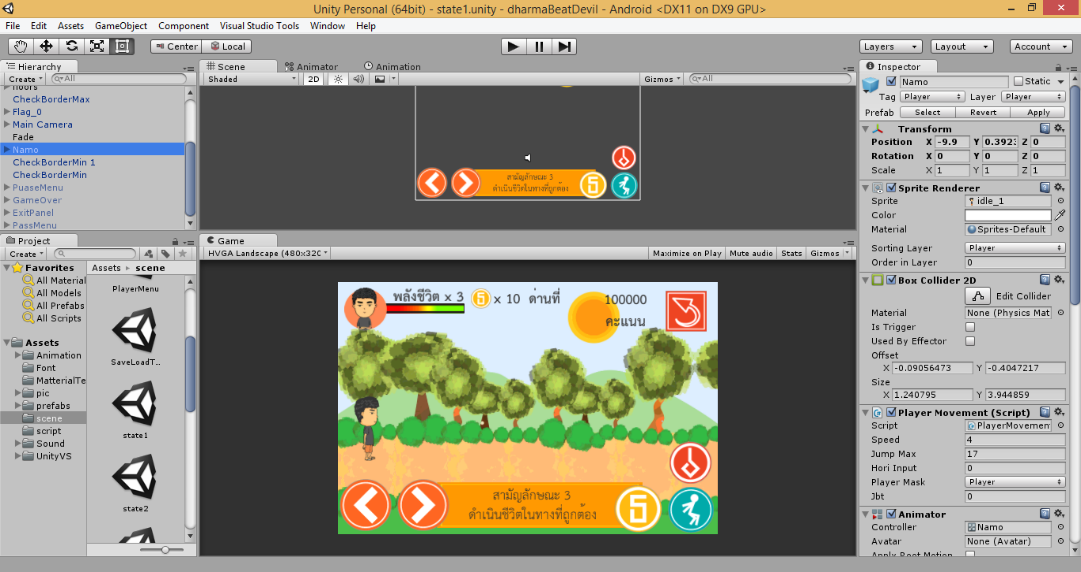 Unity Personal (64bit) - state1.unity - dharmaBeatDevil - Android <DX11 on DX9 GPU>
File Edit Assets GameObject Component Visual Studio Tools Window Help
Center Local Layers Layout Account
Hierarchy
Create All
floors
CheckBorderMax
Flag_0
Main Camera
Fade
Namo
CheckBorderMin 1
CheckBorderMin
PuaseMenu
GameOver
ExitPanel
PassMenu
Scene Animator Animation
Shaded 2D Gizmos All
สามัญลักษณะ 3
ดำเนินชีวิตในทางที่ถูกต้อง
Project
Create
Favorites
All Material
All Models
All Prefabs
All Scripts
Assets
Animation
Font
MatterialTe
pic
prefabs
scene
script
Sound
UnityVS
Assets scene
PlayerMenu
SaveLoadT...
state1
state2
Game
HVGA Landscape (480x32C Maximize on Play Mute audio Stats Gizmos
พลังชีวิต x 3 x 10 ด่านที่ 100000
คะแนน
สามัญลักษณะ 3
ดำเนินชีวิตในทางที่ถูกต้อง
Inspector
Namo Static
Tag Player Layer Player
Prefab Select Revert Apply
Transform
Position X -9.9 Y 0.392 Z 0
Rotation X 0 Y 0 Z 0
Scale X 1 Y 1 Z 1
Sprite Renderer
Sprite idle_1
Color
Material Sprites-Default
Sorting Layer Player
Order in Layer 0
Box Collider 2D
Edit Collider
Material None (Physics Mat
Is Trigger
Used By Effector
Offset
X -0.09056473 Y -0.4047217
Size
X 1.240795 Y 3.944859
Player Movement (Script)
Script PlayerMovement
Speed 4
Jump Max 17
Hori Input 0
Player Mask Player
Jbt 0
Animator
Controller Namo
Avatar None (Avatar)
Apply Root Motion